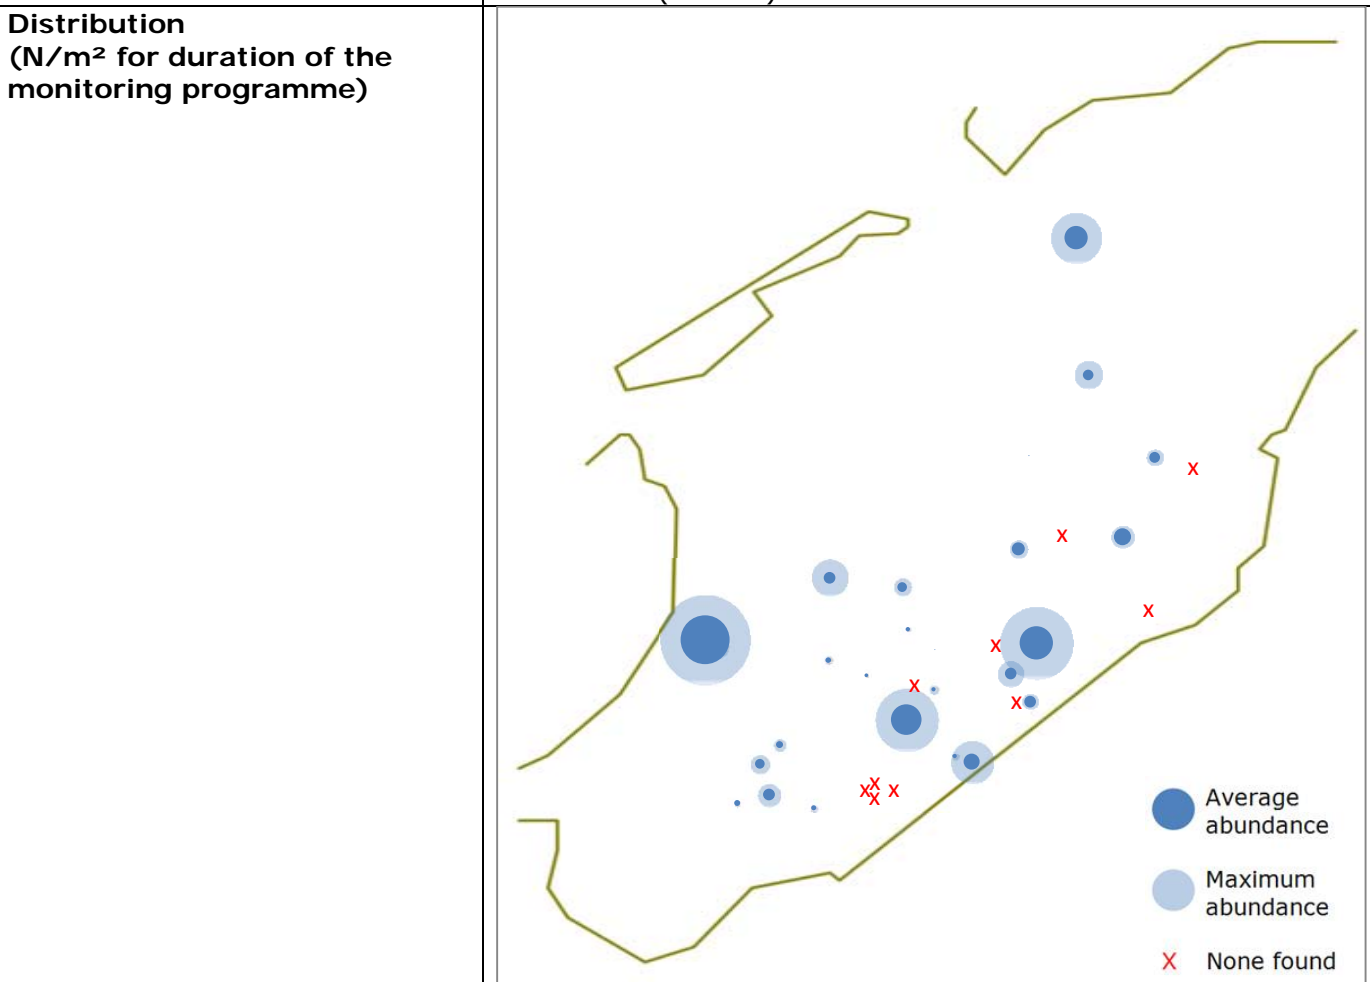 Distribution
(N/m² for duration of the
monitoring programme)
X
X
X
X
X
X
X
X
X
X
Average
abundance
Maximum
abundance
X None found